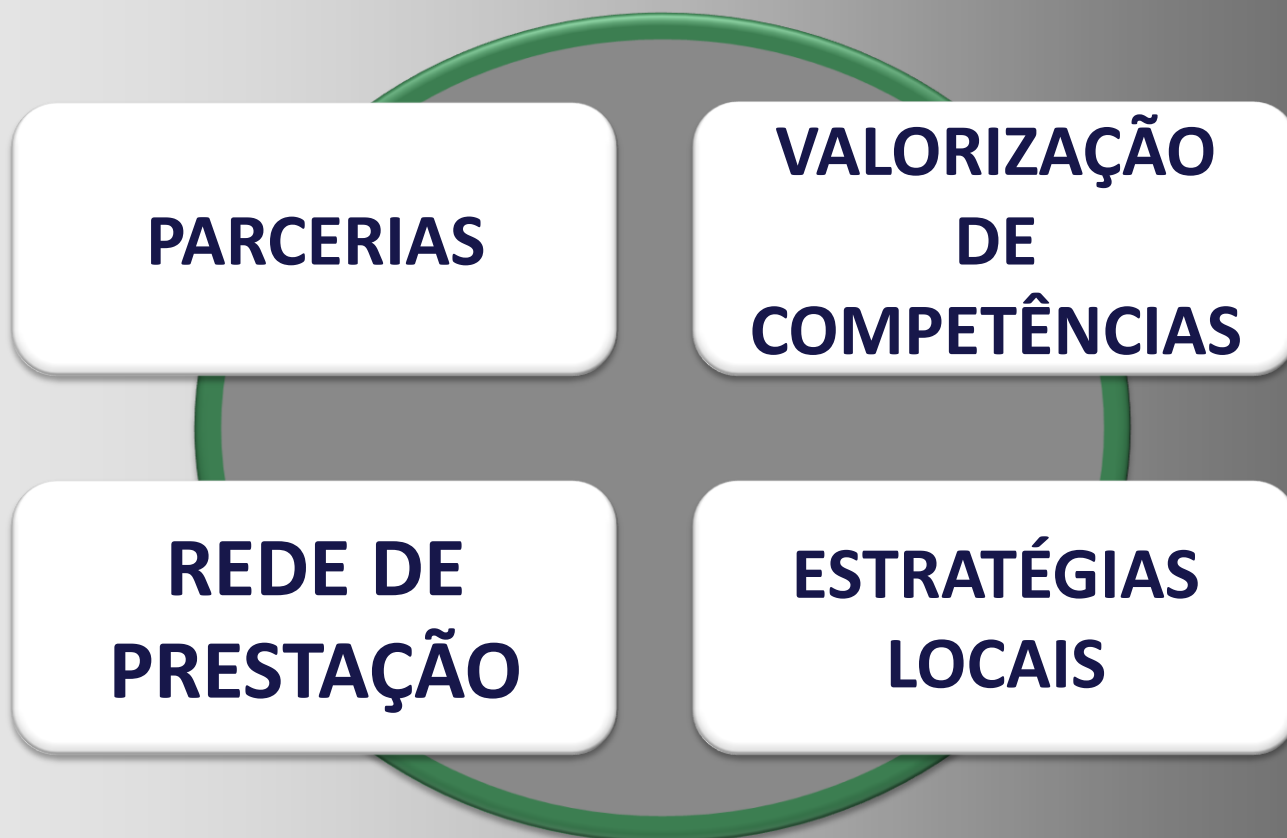 PARCERIAS
VALORIZAÇÃO
DE
COMPETÊNCIAS
REDE DE
PRESTAÇÃO
ESTRATÉGIAS
LOCAIS